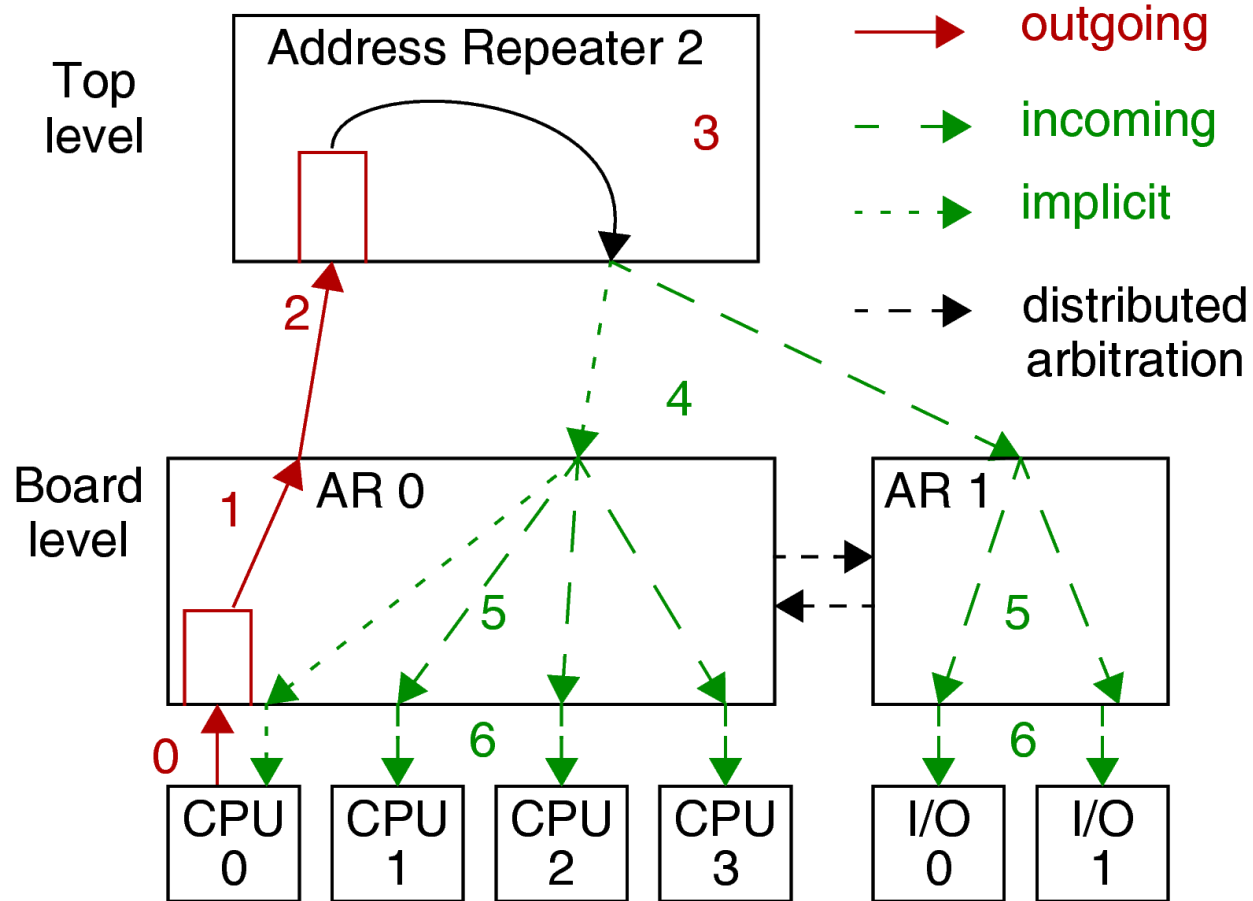 Address Repeater 2
Top
level
3
outgoing
incoming
implicit
distributed
arbitration
2
4
Board
level
1
AR 0
AR 1
5
5
0
6
6
CPU
0
CPU
1
CPU
2
CPU
3
I/O
0
I/O
1